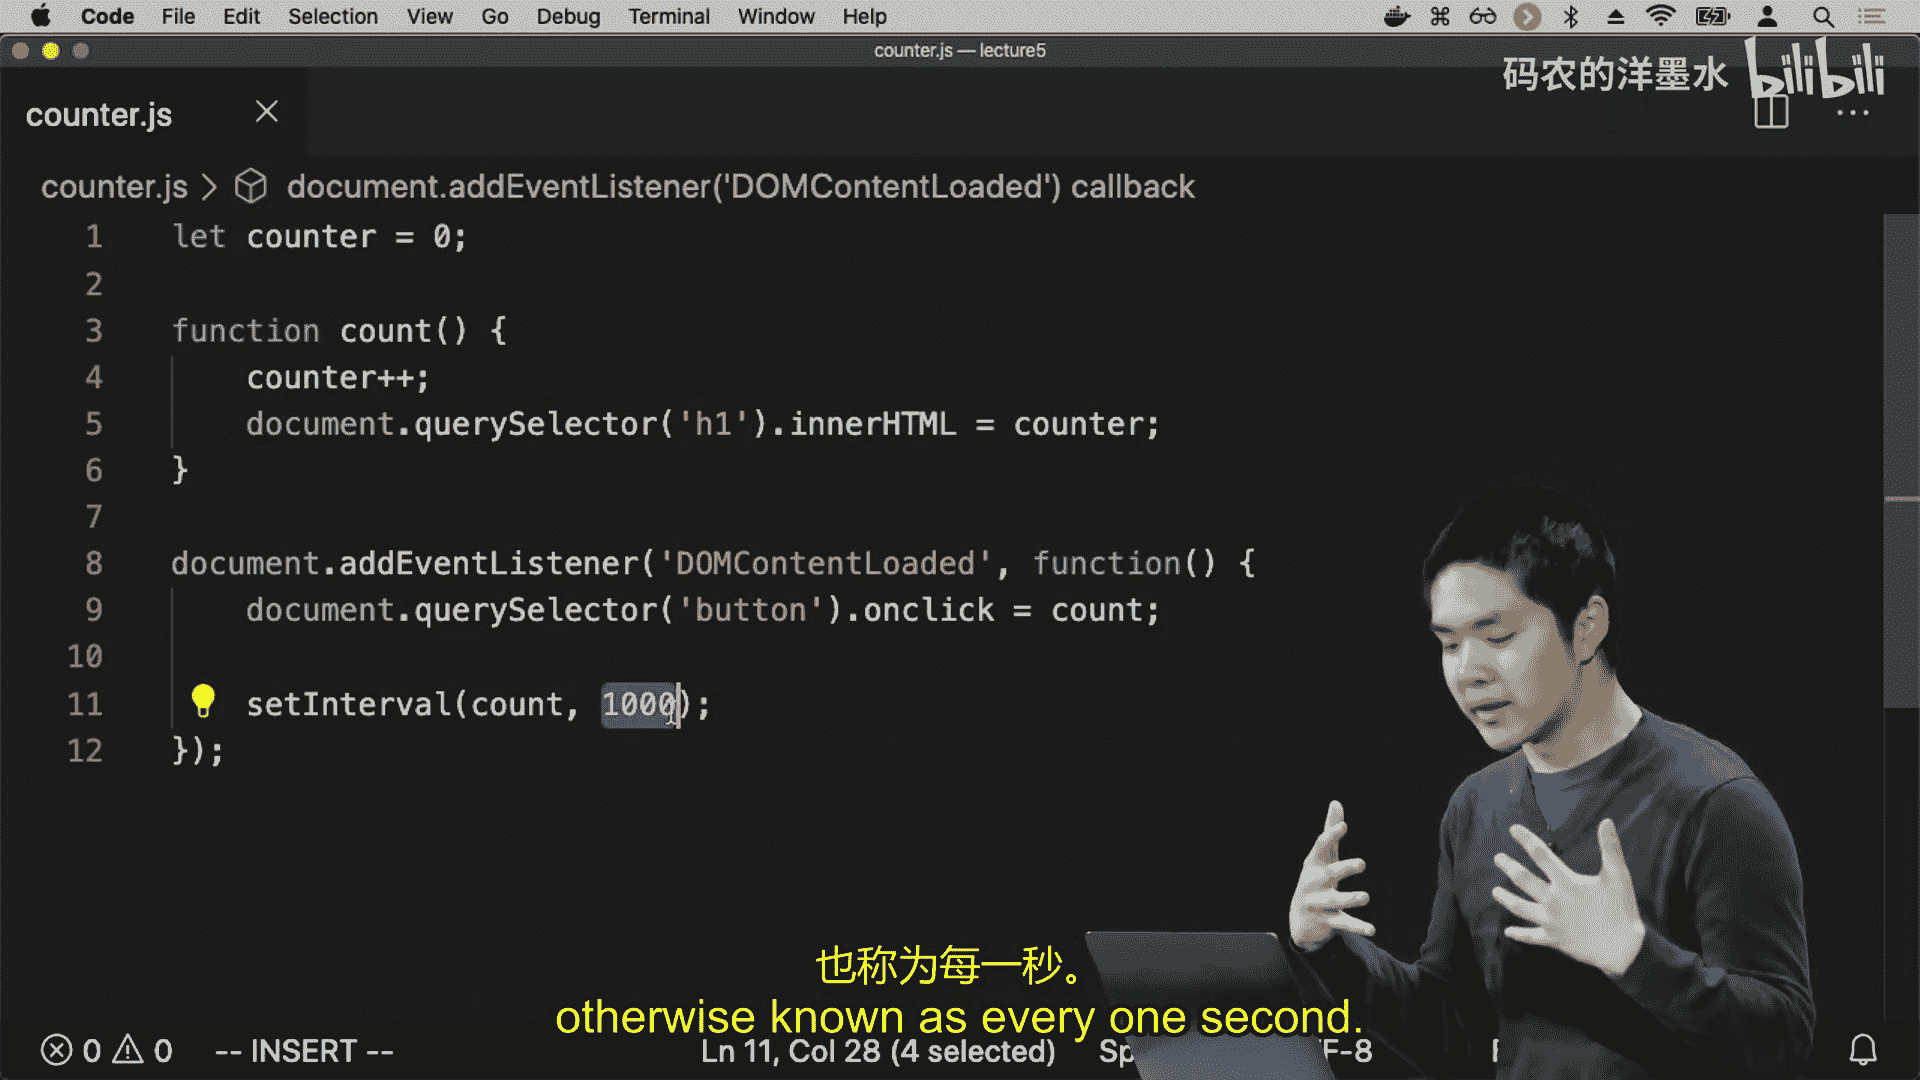 Code File Edit Selection View Go Debug Terminal Window Help
counter.js — lecture5
码农的洋墨水 bilibili
counter.js
counter.js > document.addEventListener('DOMContentLoaded') callback
1 let counter = 0;
2
3 function count() {
4 counter++;
5 document.querySelector('h1').innerHTML = counter;
6 }
7
8 document.addEventListener('DOMContentLoaded', function() {
9 document.querySelector('button').onclick = count;
10
11 setInterval(count, 1000);
12 });
也称为每一秒。
otherwise known as every one second.
0 0 -- INSERT -- Ln 11, Col 28 (4 selected)